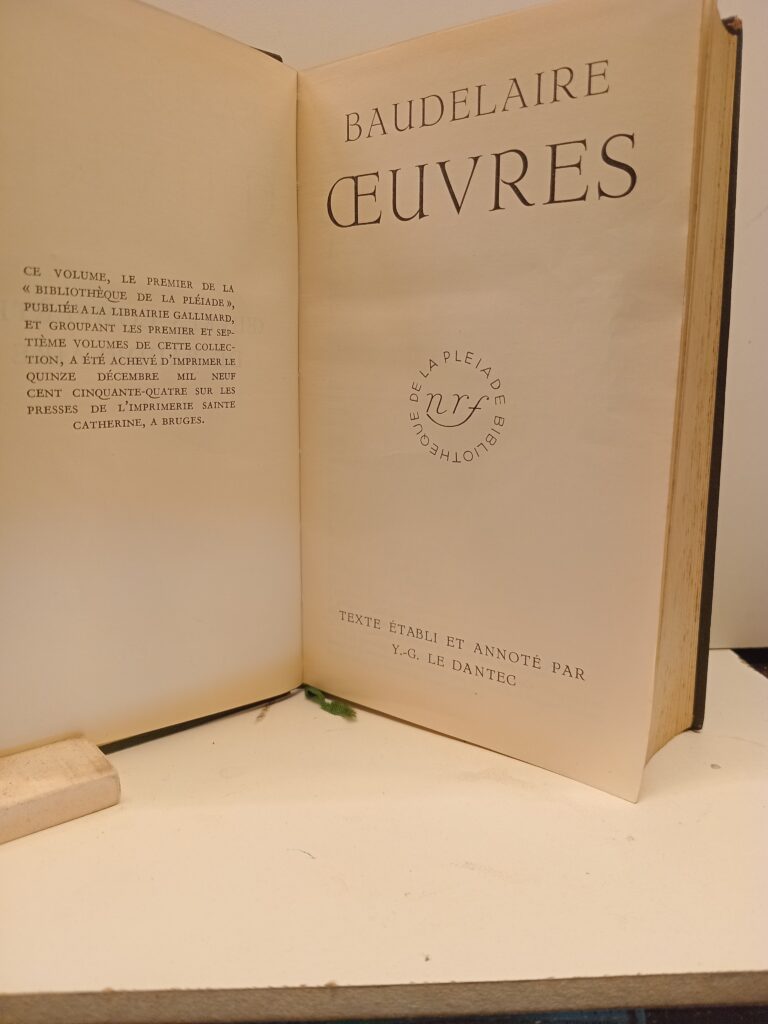 CE VOLUME, LE PREMIER DE LA
« BIBLIOTHÈQUE DE LA PLÉIADE »,
PUBLIÉE A LA LIBRAIRIE GALLIMARD,
ET GROUPANT LES PREMIER ET SEP-
TIÈME VOLUMES DE CETTE COLLEC-
TION, A ÉTÉ ACHEVÉ D'IMPRIMER LE
QUINZE DÉCEMBRE MIL NEUF
CENT CINQUANTE-QUATRE SUR LES
PRESSES DE L'IMPRIMERIE SAINTE
CATHERINE, A BRUGES.
BAUDELAIRE
ŒUVRES
BIBLIOTHÈQUE DE LA PLEIADE
nrf
TEXTE ÉTABLI ET ANNOTÉ PAR
Y.-G. LE DANTEC